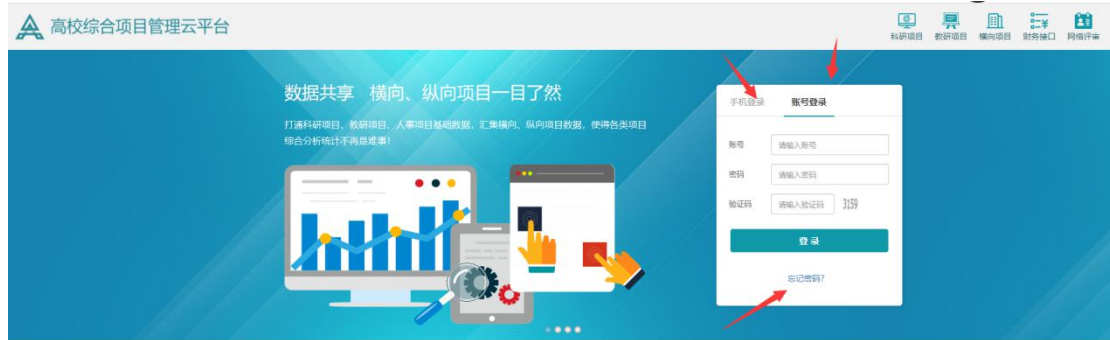 高校综合项目管理云平台
科研项目 教研项目 横向项目 财务接口 网络评审
数据共享 横向、纵向项目一目了然
打通科研项目、教研项目、人事项目基础数据，汇集横向、纵向项目数据，使得各类项目
综合分析统计不再是难事！
手机登录 账号登录
账号 请输入账号
密码 请输入密码
验证码 请输入验证码 3159
登 录
忘记密码?